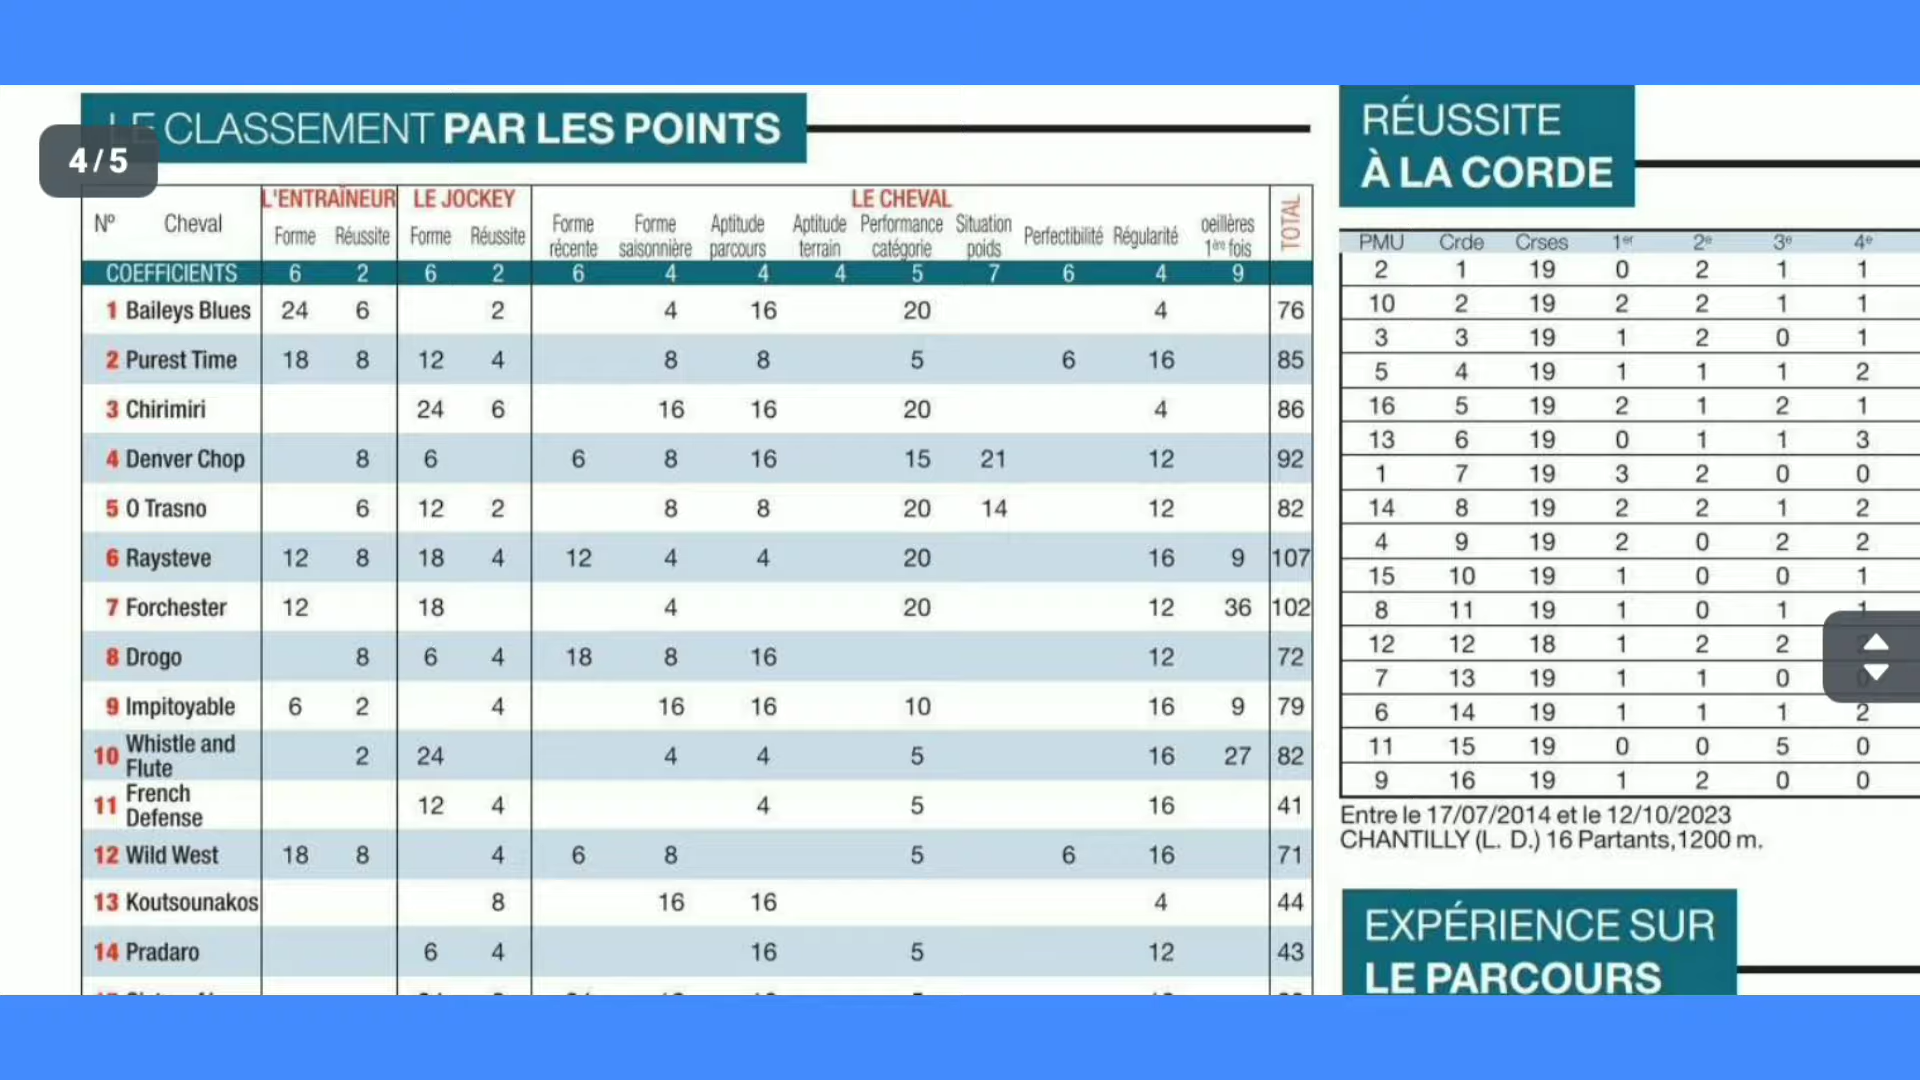 LE CLASSEMENT PAR LES POINTS
4/5
L'ENTRAÎNEUR LE JOCKEY LE CHEVAL TOTAL
N° Cheval Forme Réussite Forme Réussite Forme récente Forme saisonnière Aptitude parcours Aptitude terrain Performance catégorie Situation poids Perfectibilité Régularité oeillères 1ère fois
COEFFICIENTS 6 2 6 2 6 4 4 4 5 7 6 4 9
1 Baileys Blues 24 6 2 4 16 20 4 76
2 Purest Time 18 8 12 4 8 8 5 6 16 85
3 Chirimiri 24 6 16 16 20 4 86
4 Denver Chop 8 6 6 8 16 15 21 12 92
5 O Trasno 6 12 2 8 8 20 14 12 82
6 Raysteve 12 8 18 4 12 4 4 20 16 9 107
7 Forchester 12 18 4 20 12 36 102
8 Drogo 8 6 4 18 8 16 12 72
9 Impitoyable 6 2 4 16 16 10 16 9 79
10 Whistle and Flute 2 24 4 4 5 16 27 82
11 French Defense 12 4 4 5 16 41
12 Wild West 18 8 4 6 8 5 6 16 71
13 Koutsounakos 8 16 16 4 44
14 Pradaro 6 4 16 5 12 43
RÉUSSITE
À LA CORDE
PMU Crde Crses 1er 2e 3e 4e
2 1 19 0 2 1 1
10 2 19 2 2 1 1
3 3 19 1 2 0 1
5 4 19 1 1 1 2
16 5 19 2 1 2 1
13 6 19 0 1 1 3
1 7 19 3 2 0 0
14 8 19 2 2 1 2
4 9 19 2 0 2 2
15 10 19 1 0 0 1
8 11 19 1 0 1 1
12 12 18 1 2 2
7 13 19 1 1 0
6 14 19 1 1 1 2
11 15 19 0 0 5 0
9 16 19 1 2 0 0
Entre le 17/07/2014 et le 12/10/2023
CHANTILLY (L. D.) 16 Partants,1200 m.
EXPÉRIENCE SUR
LE PARCOURS